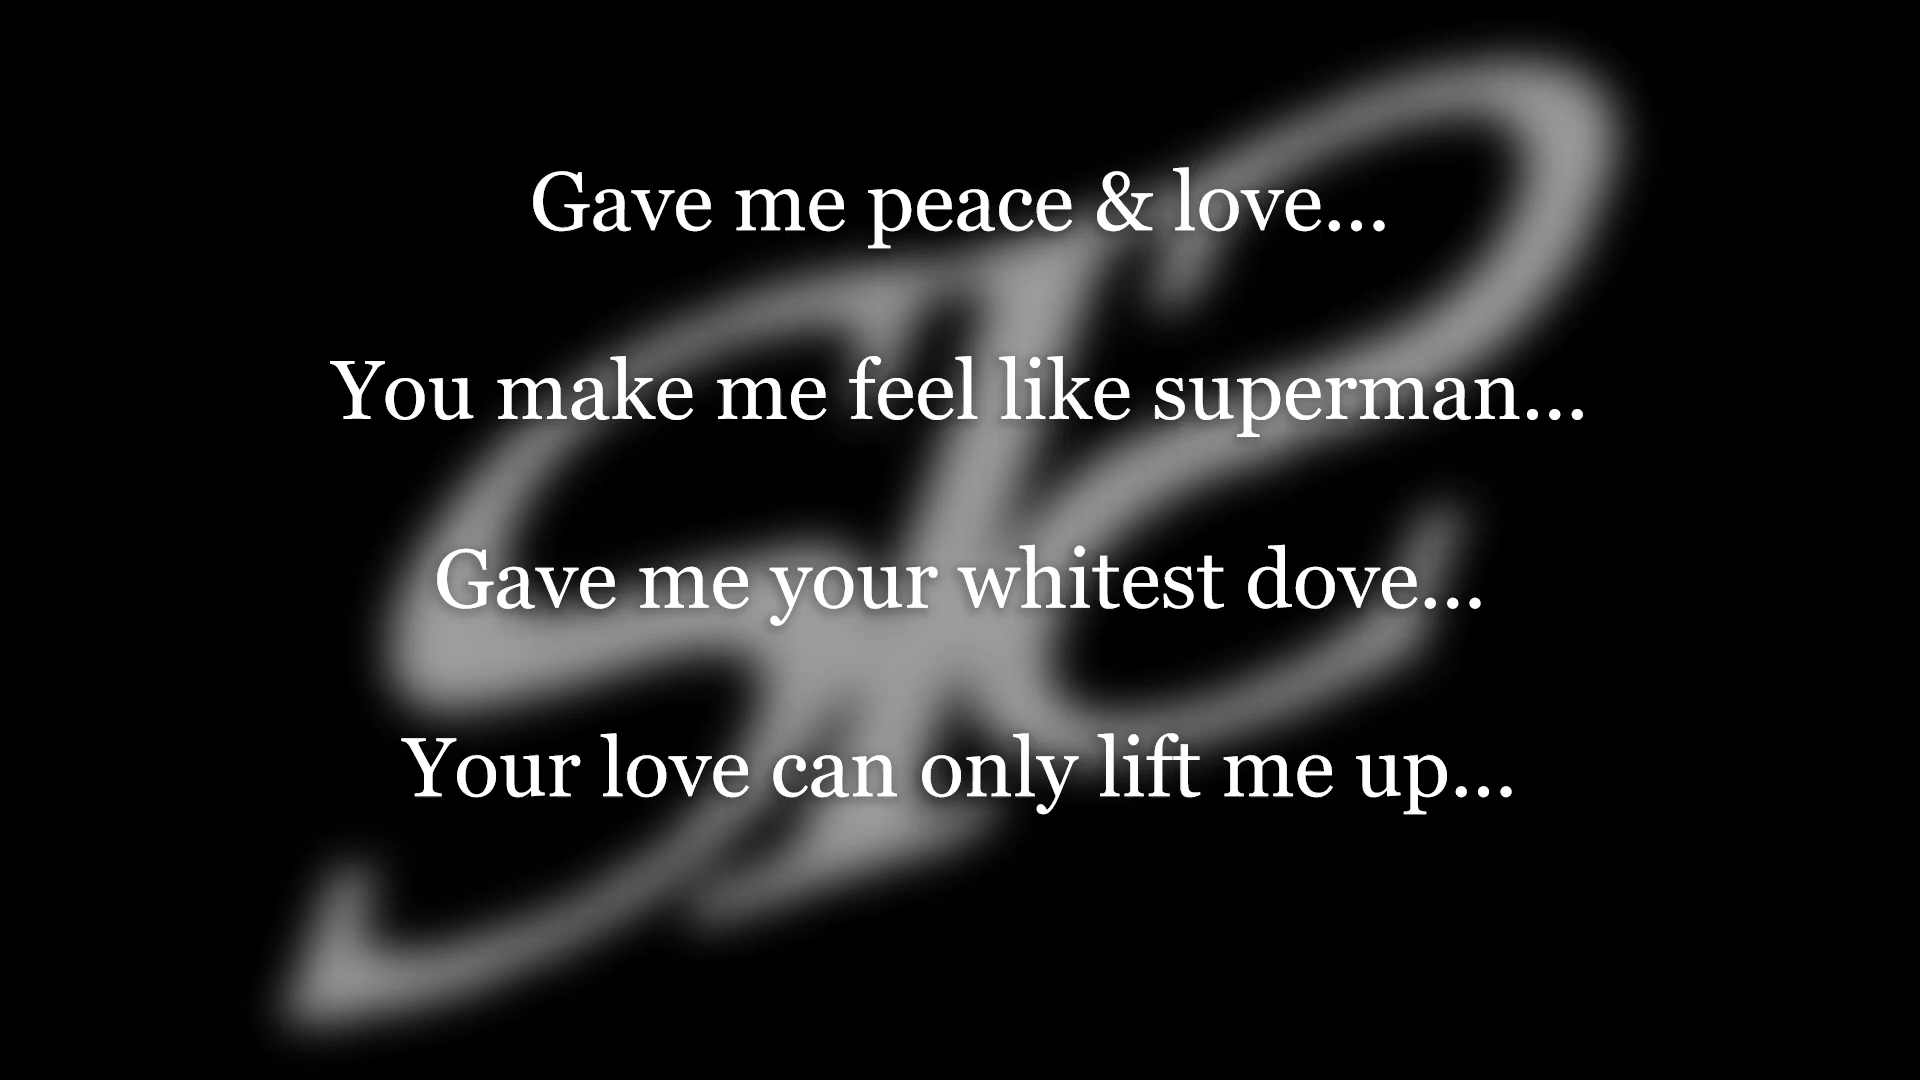 Gave me peace & love...
You make me feel like superman...
Gave me your whitest dove...
Your love can only lift me up...